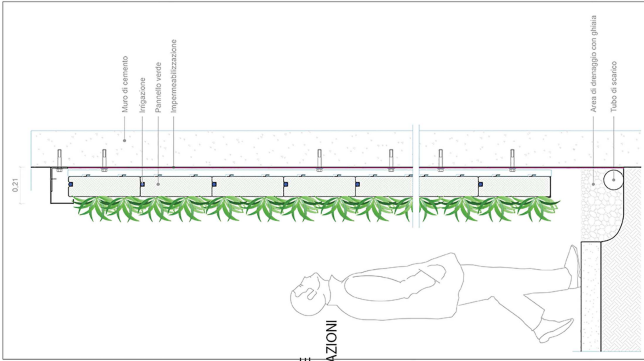 Muro di cemento
Irrigazione
Pannello verde
Impermeabilizzazione
Area di drenaggio con ghiaia
Tubo di scarico
0.21
E
AZIONI